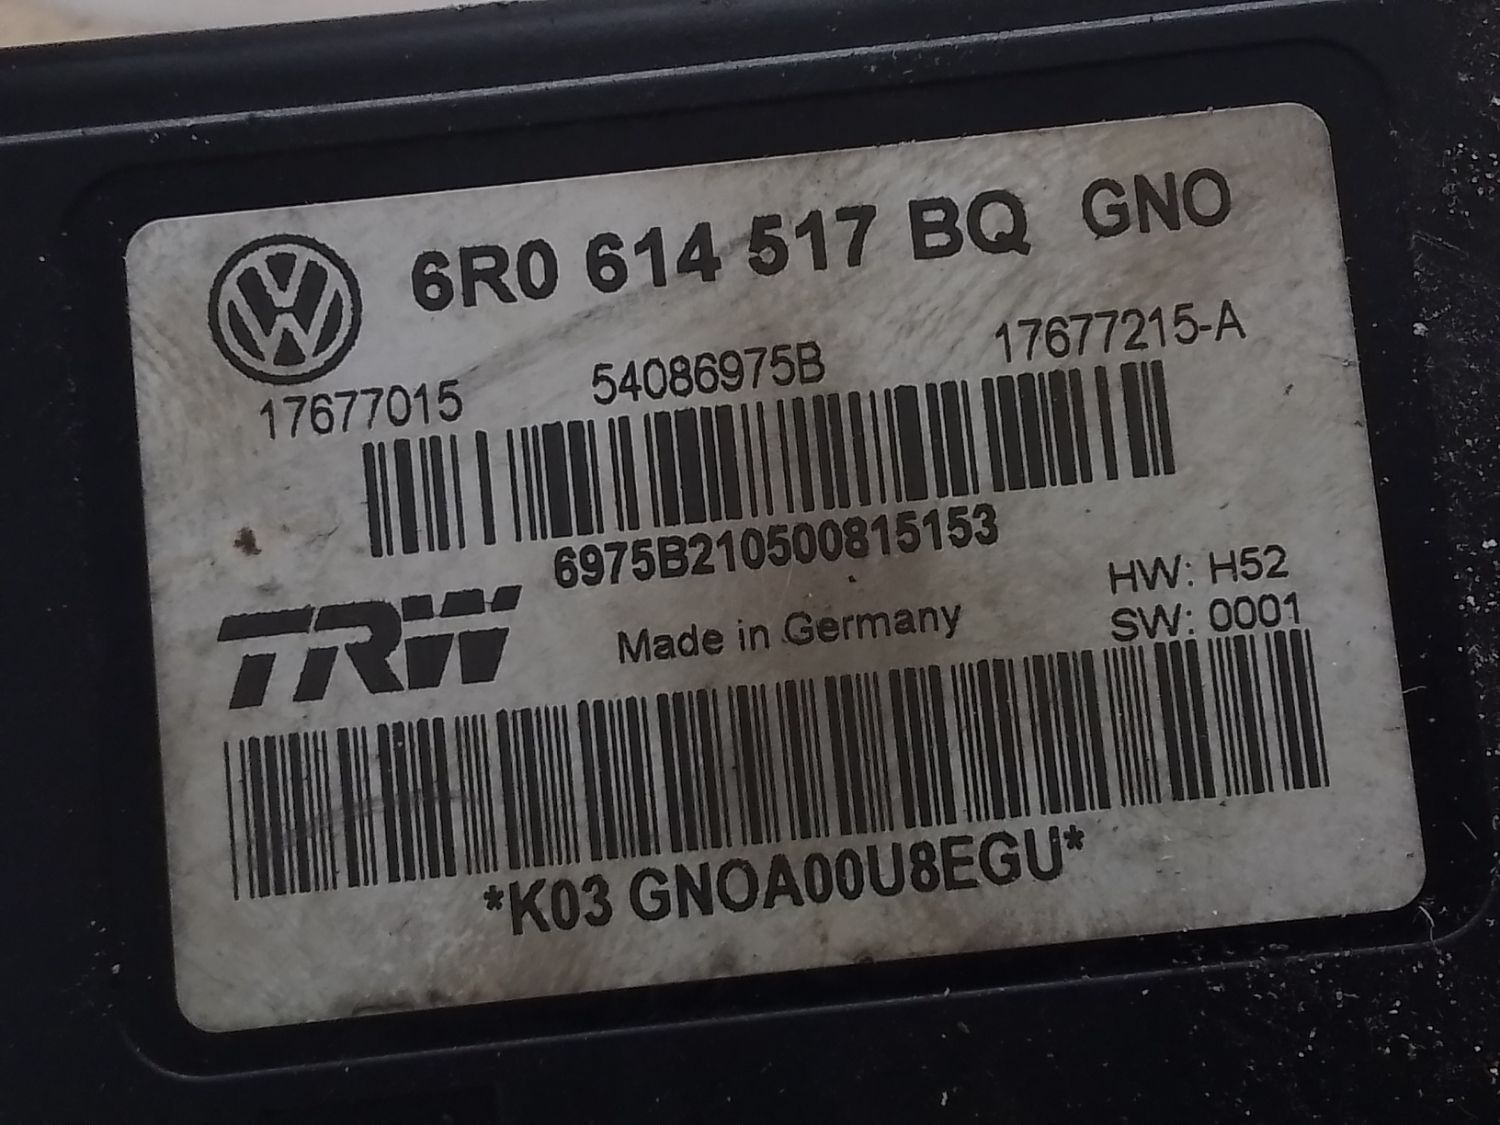 6R0 614 517 BQ GNO
17677015 54086975B 17677215-A
6975B210500815153
TRW Made in Germany HW: H52
SW: 0001
*K03 GNOA00U8EGU*